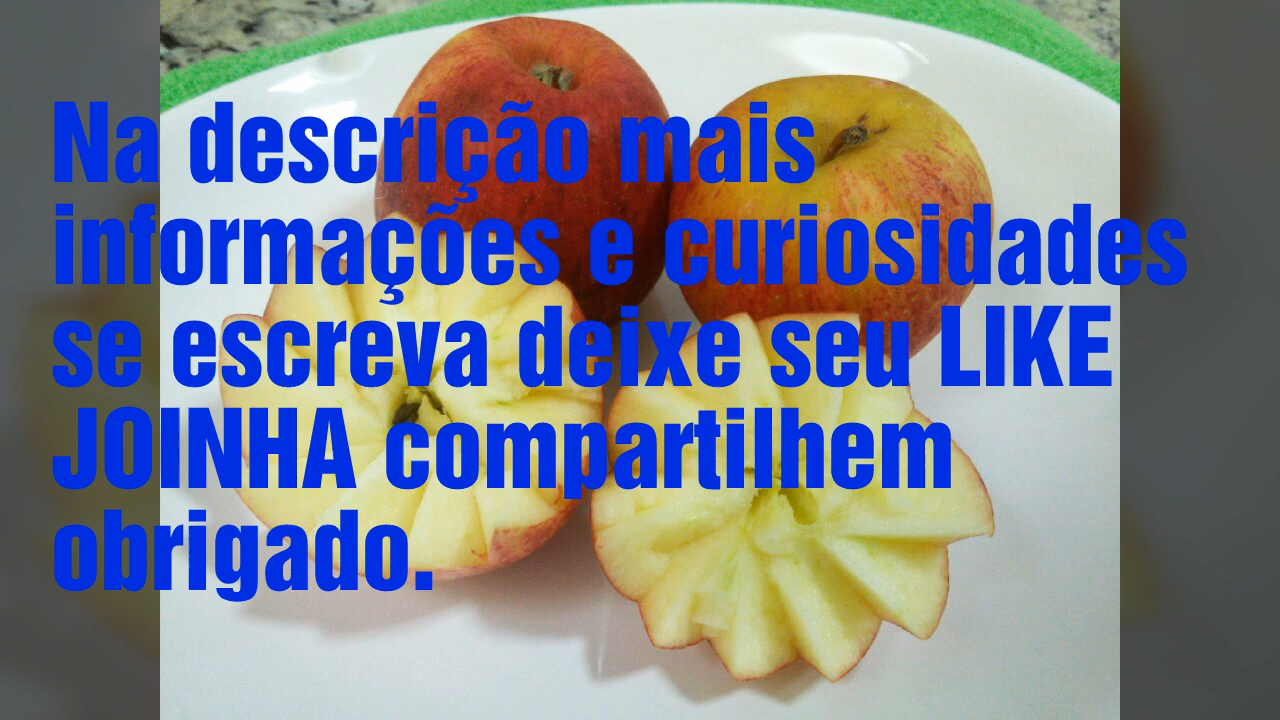 Na descrição mais
informações e curiosidades
se escreva deixe seu LIKE
JOINHA compartilhem
obrigado.